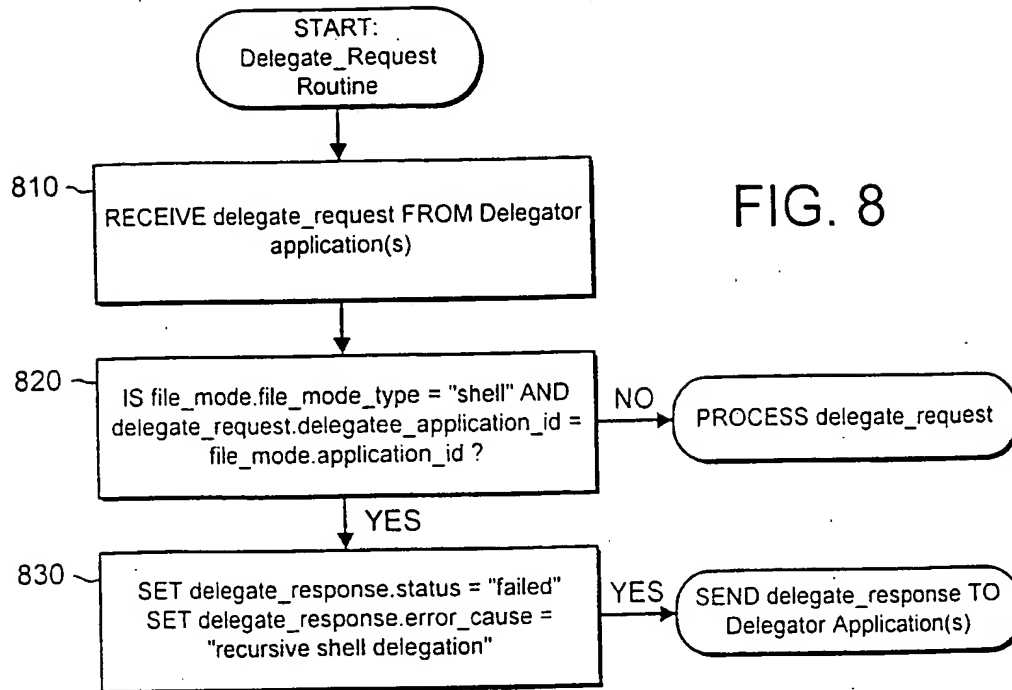 START:
Delegate_Request
Routine
810
RECEIVE delegate_request FROM Delegator
application(s)
FIG. 8
820
IS file_mode.file_mode_type = "shell" AND
delegate_request.delegatee_application_id =
file_mode.application_id ?
NO
PROCESS delegate_request
YES
830
SET delegate_response.status = "failed"
SET delegate_response.error_cause =
"recursive shell delegation"
YES
SEND delegate_response TO
Delegator Application(s)